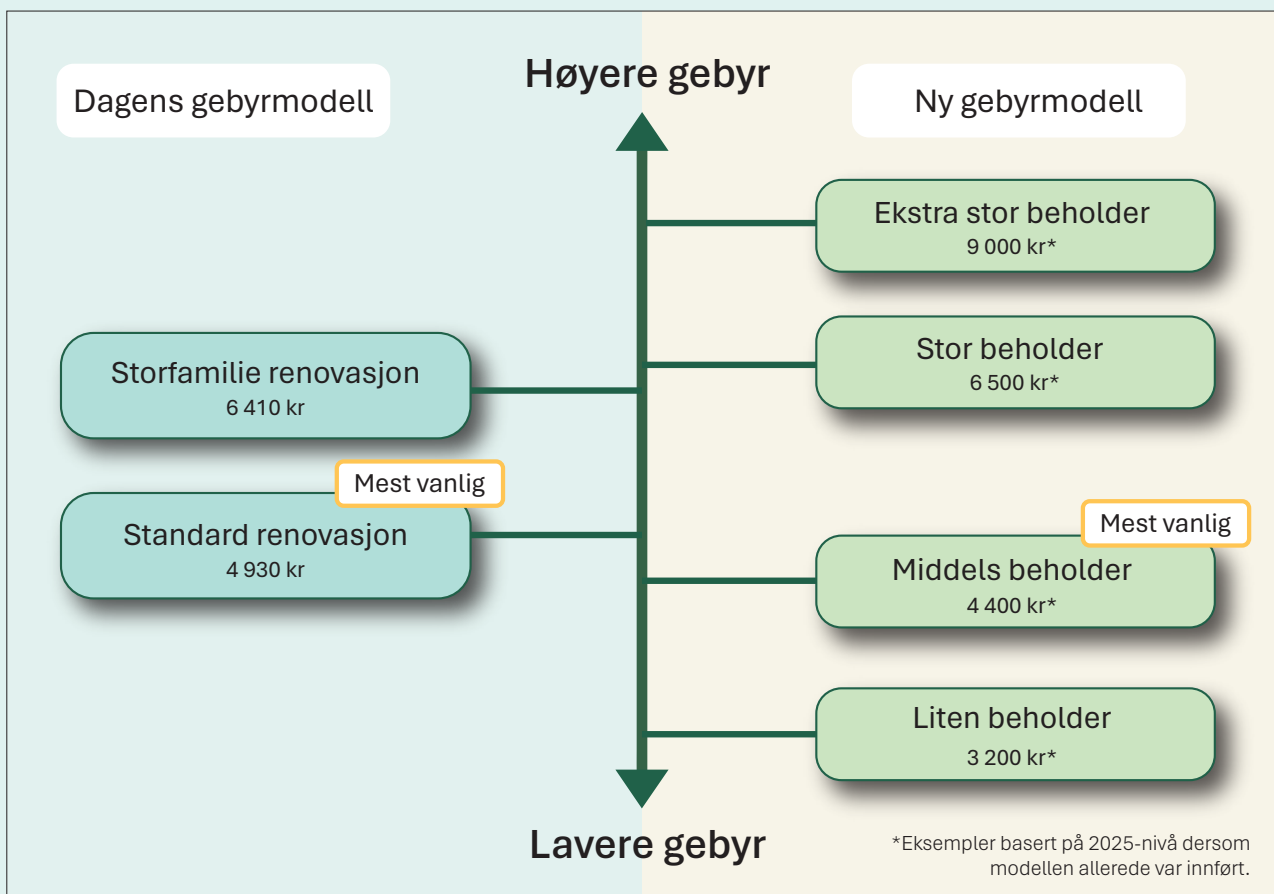 Høyere gebyr
Dagens gebyrmodell
Storfamilie renovasjon
6 410 kr
Mest vanlig
Standard renovasjon
4 930 kr
Ny gebyrmodell
Ekstra stor beholder
9 000 kr*
Stor beholder
6 500 kr*
Mest vanlig
Middels beholder
4 400 kr*
Liten beholder
3 200 kr*
Lavere gebyr
*Eksempler basert på 2025-nivå dersom
modellen allerede var innført.